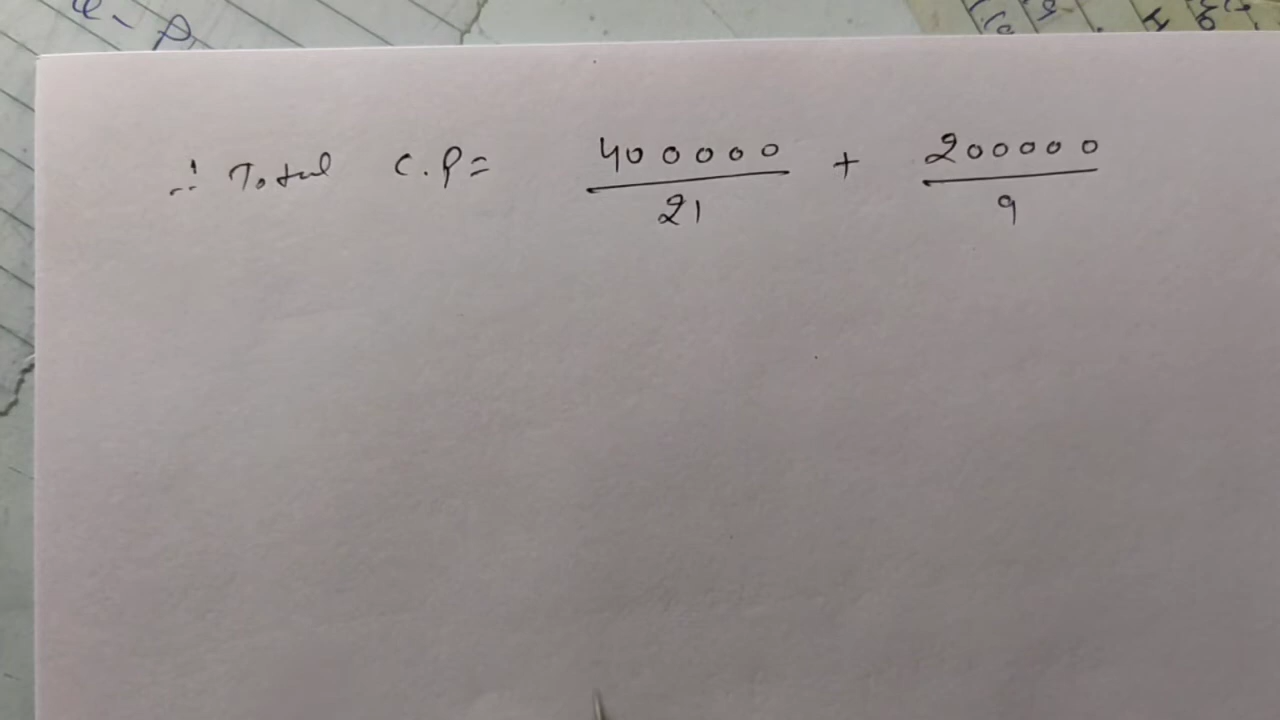 ∴ Total C.P = 400000/21 + 200000/9